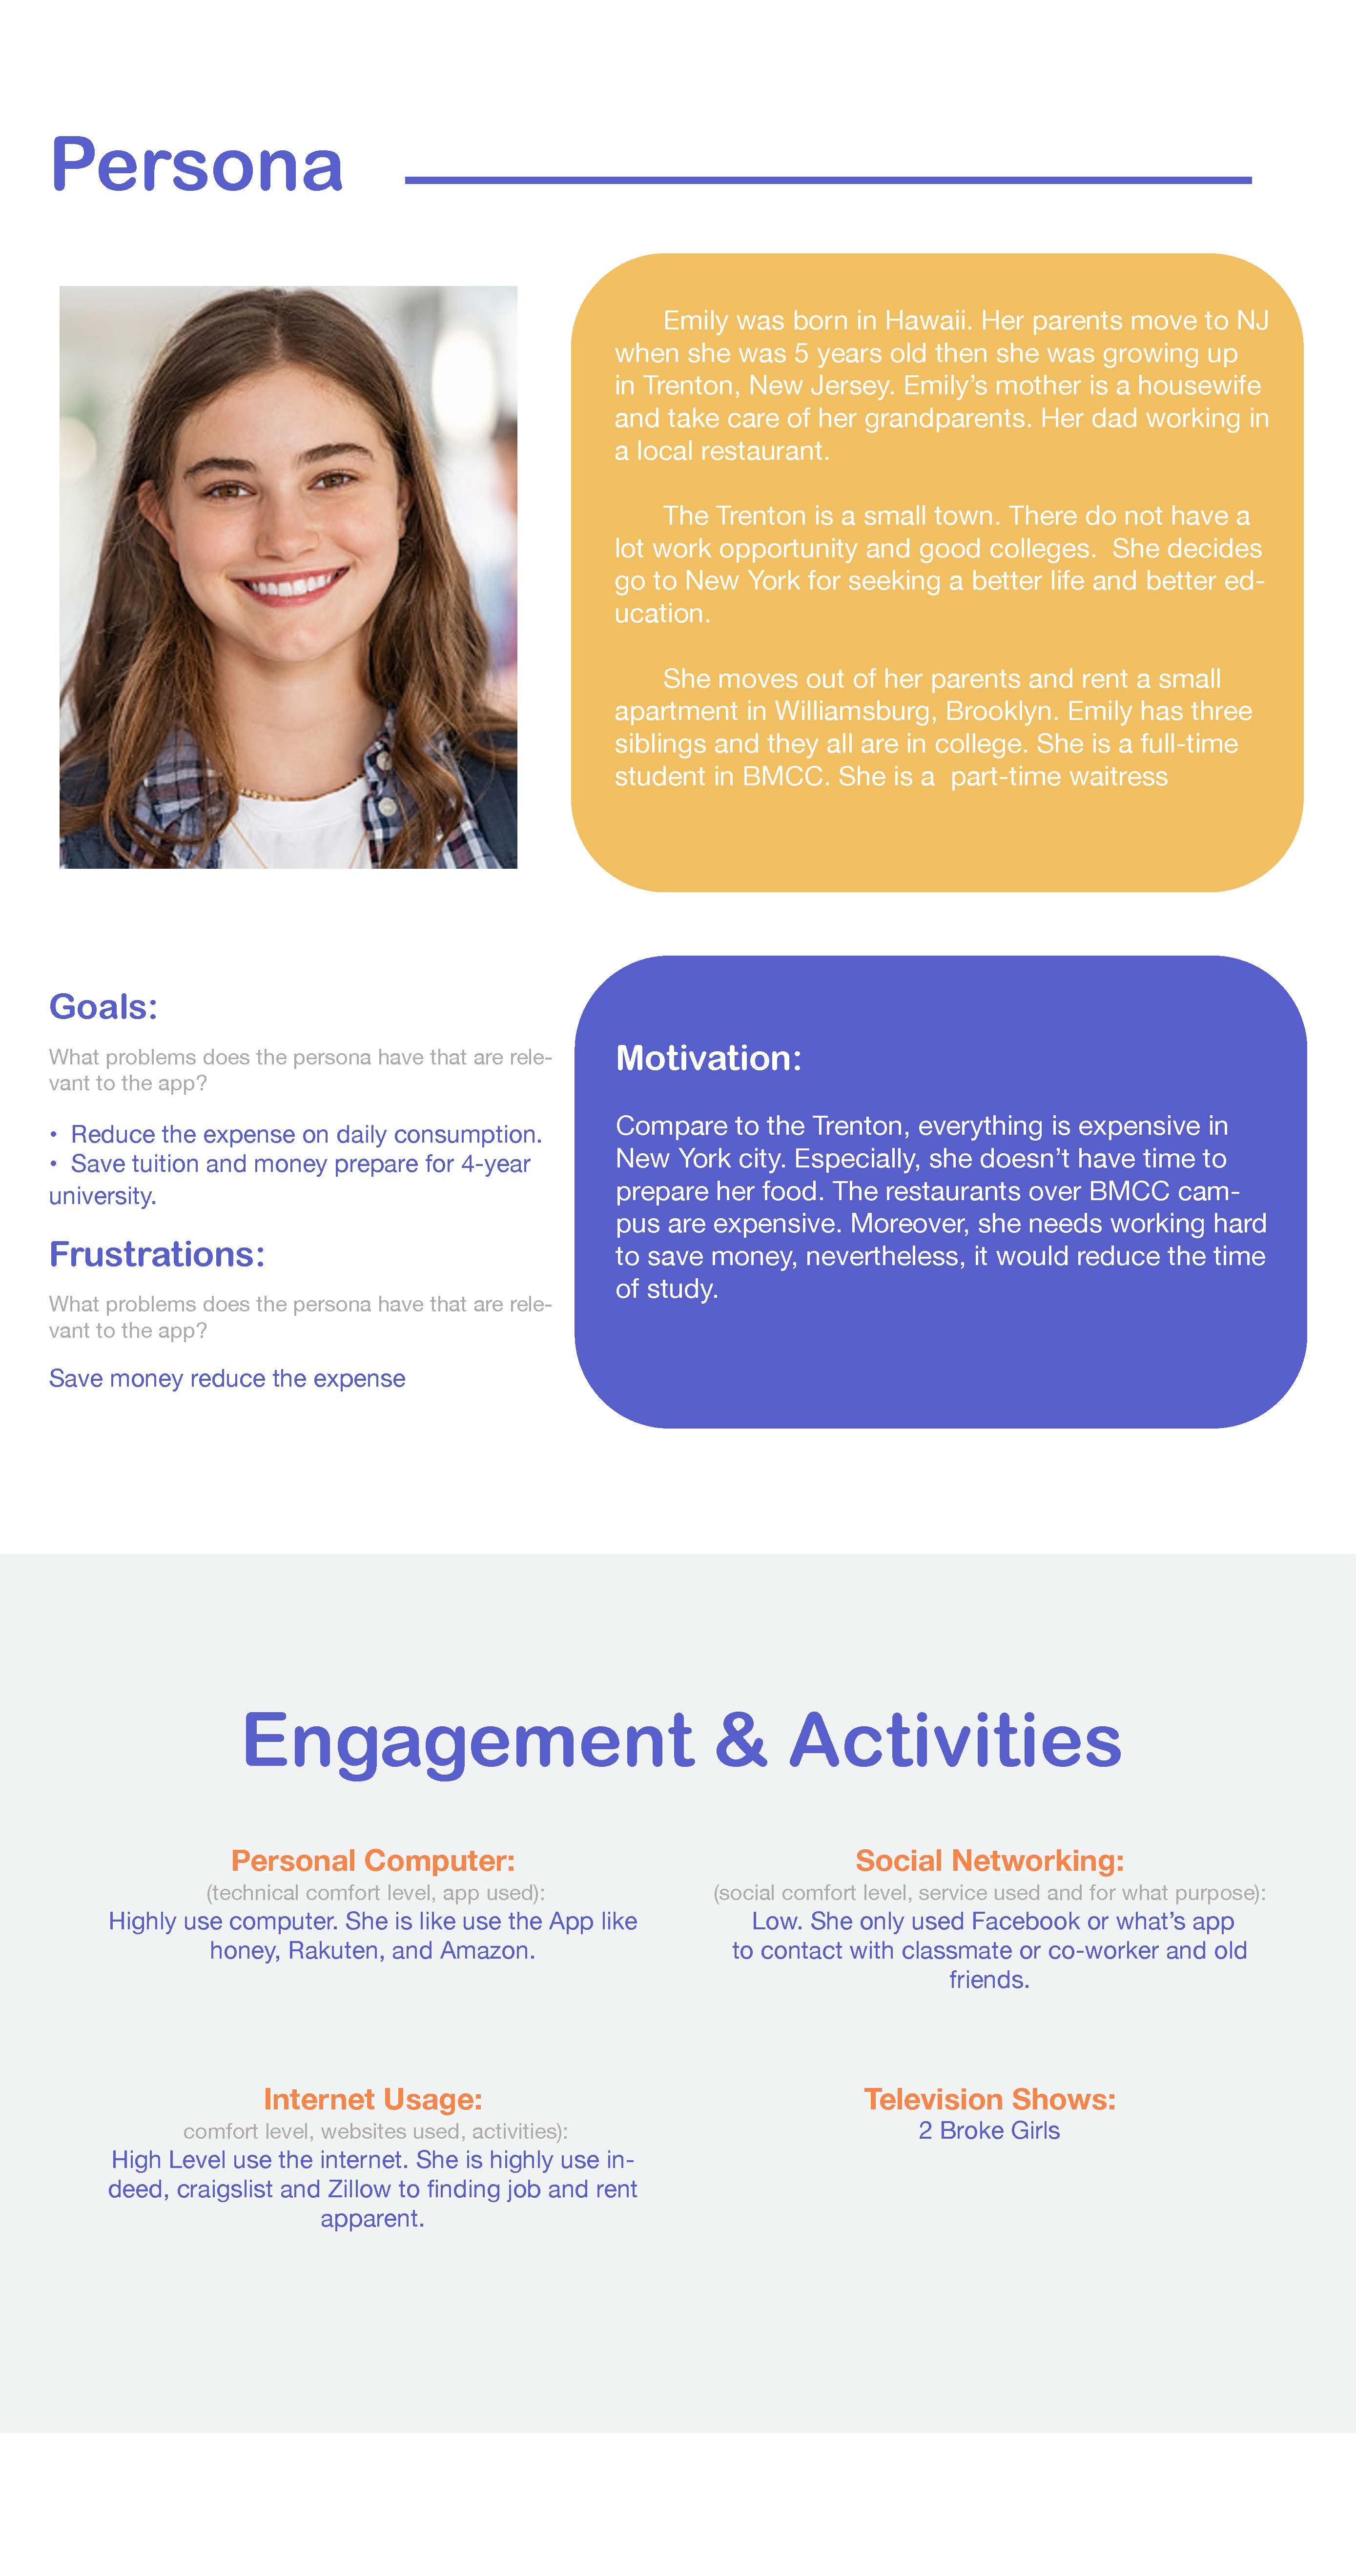 Persona
Emily was born in Hawaii. Her parents move to NJ
when she was 5 years old then she was growing up
in Trenton, New Jersey. Emily’s mother is a housewife
and take care of her grandparents. Her dad working in
a local restaurant.
The Trenton is a small town. There do not have a
lot work opportunity and good colleges.  She decides
go to New York for seeking a better life and better ed-
ucation.
She moves out of her parents and rent a small
apartment in Williamsburg, Brooklyn. Emily has three
siblings and they all are in college. She is a full-time
student in BMCC. She is a  part-time waitress
Goals:
What problems does the persona have that are rele-
vant to the app?
• Reduce the expense on daily consumption.
• Save tuition and money prepare for 4-year
university.
Frustrations:
What problems does the persona have that are rele-
vant to the app?
Save money reduce the expense
Motivation:
Compare to the Trenton, everything is expensive in
New York city. Especially, she doesn’t have time to
prepare her food. The restaurants over BMCC cam-
pus are expensive. Moreover, she needs working hard
to save money, nevertheless, it would reduce the time
of study.
Engagement & Activities
Personal Computer:
(technical comfort level, app used):
Highly use computer. She is like use the App like
honey, Rakuten, and Amazon.
Social Networking:
(social comfort level, service used and for what purpose):
Low. She only used Facebook or what’s app
to contact with classmate or co-worker and old
friends.
Internet Usage:
comfort level, websites used, activities):
High Level use the internet. She is highly use in-
deed, craigslist and Zillow to finding job and rent
apparent.
Television Shows:
2 Broke Girls